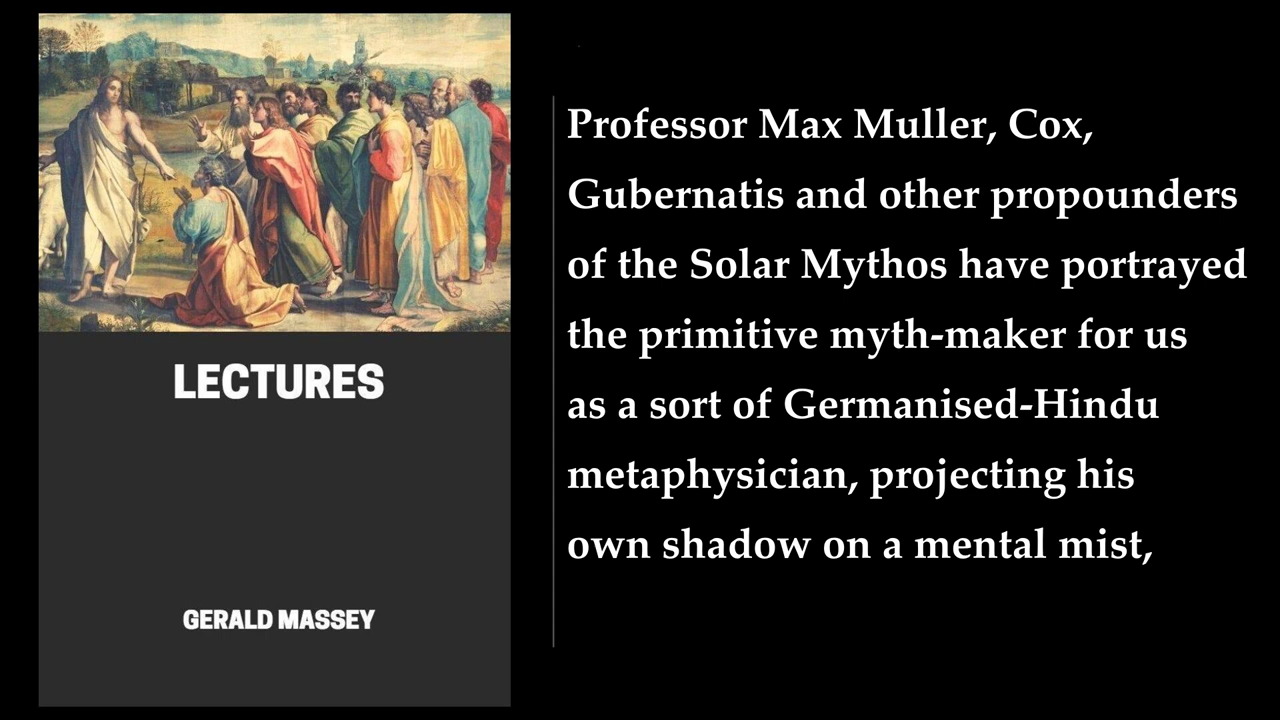 LECTURES
GERALD MASSEY
Professor Max Muller, Cox,
Gubernatis and other propounders
of the Solar Mythos have portrayed
the primitive myth-maker for us
as a sort of Germanised-Hindu
metaphysician, projecting his
own shadow on a mental mist,